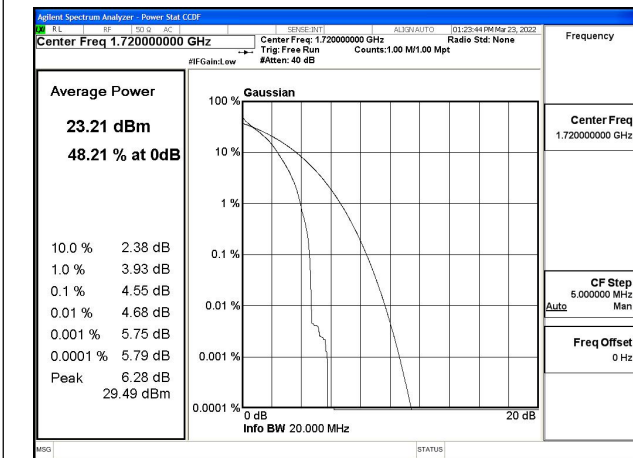 Agilent Spectrum Analyzer - Power Stat CCDF
RL RF 50 Ω AC SENSE:INT ALIGN AUTO 01:23:44 PM Mar 23, 2022
Center Freq 1.720000000 GHz
Center Freq: 1.720000000 GHz Radio Std: None
Trig: Free Run Counts:1.00 M/1.00 Mpt
#IFGain:Low #Atten: 40 dB
Frequency
Average Power
23.21 dBm
48.21 % at 0dB
10.0 % 2.38 dB
1.0 % 3.93 dB
0.1 % 4.55 dB
0.01 % 4.68 dB
0.001 % 5.75 dB
0.0001 % 5.79 dB
Peak 6.28 dB
29.49 dBm
Gaussian
100 %
10 %
1 %
0.1 %
0.01 %
0.001 %
0.0001 %
0 dB 20 dB
Info BW 20.000 MHz
Center Freq
1.720000000 GHz
CF Step
5.000000 MHz
Auto Man
Freq Offset
0 Hz
MSG STATUS